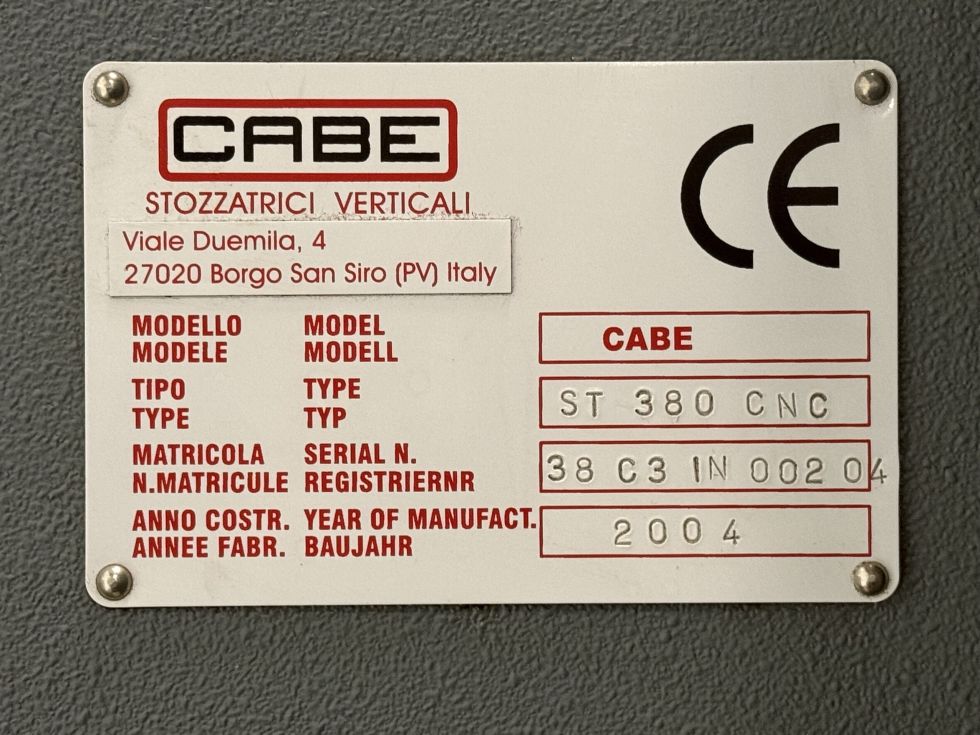 CABE
CE
STOZZATRICI VERTICALI
Viale Duemila, 4
27020 Borgo San Siro (PV) Italy
MODELLO MODEL CABE
MODELE MODELL
TIPO TYPE ST 380 CNC
TYPE TYP
MATRICOLA SERIAL N. 38 C3 IN 002 04
N.MATRICULE REGISTRIERNR
ANNO COSTR. YEAR OF MANUFACT. 2004
ANNEE FABR. BAUJAHR